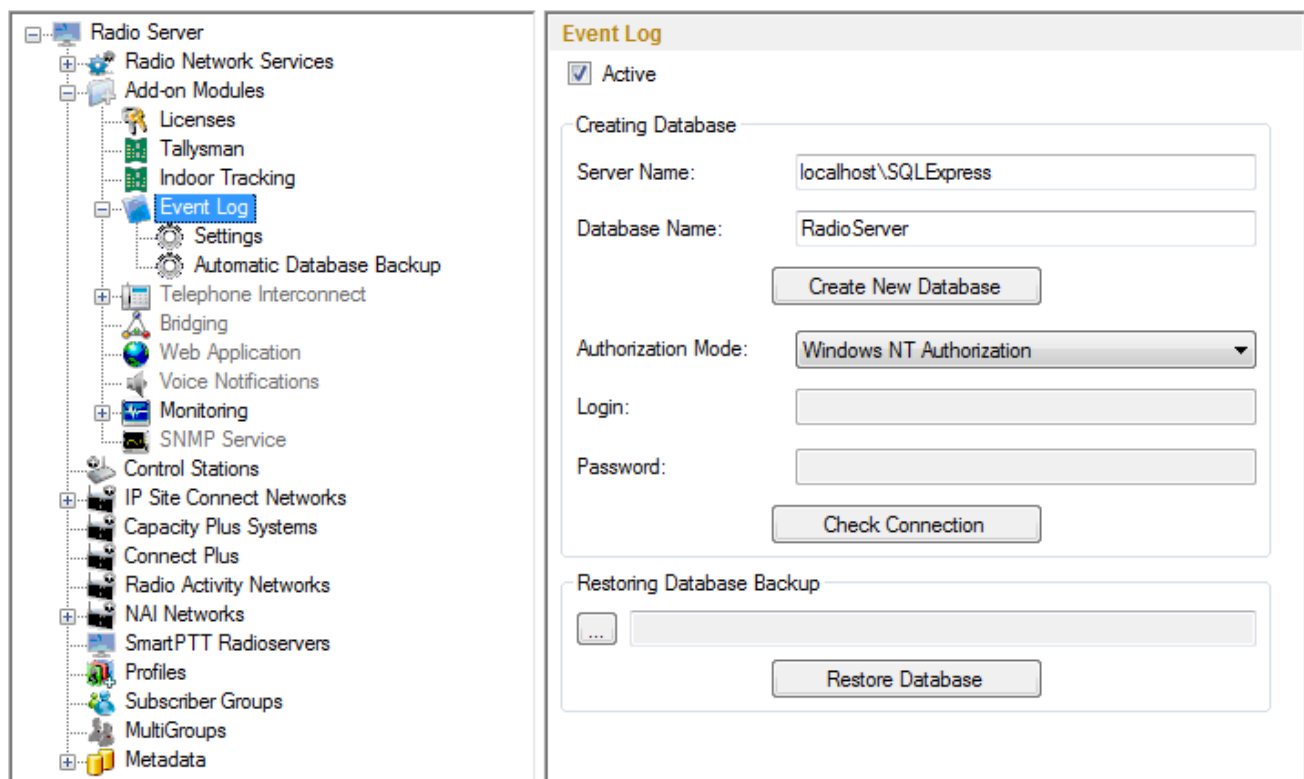 Radio Server
Radio Network Services
Add-on Modules
Licenses
Tallysman
Indoor Tracking
Event Log
Settings
Automatic Database Backup
Telephone Interconnect
Bridging
Web Application
Voice Notifications
Monitoring
SNMP Service
Control Stations
IP Site Connect Networks
Capacity Plus Systems
Connect Plus
Radio Activity Networks
NAI Networks
SmartPTT Radioservers
Profiles
Subscriber Groups
MultiGroups
Metadata
Event Log
Active
Creating Database
Server Name: localhost\SQLExpress
Database Name: RadioServer
Create New Database
Authorization Mode: Windows NT Authorization
Login:
Password:
Check Connection
Restoring Database Backup
...
Restore Database